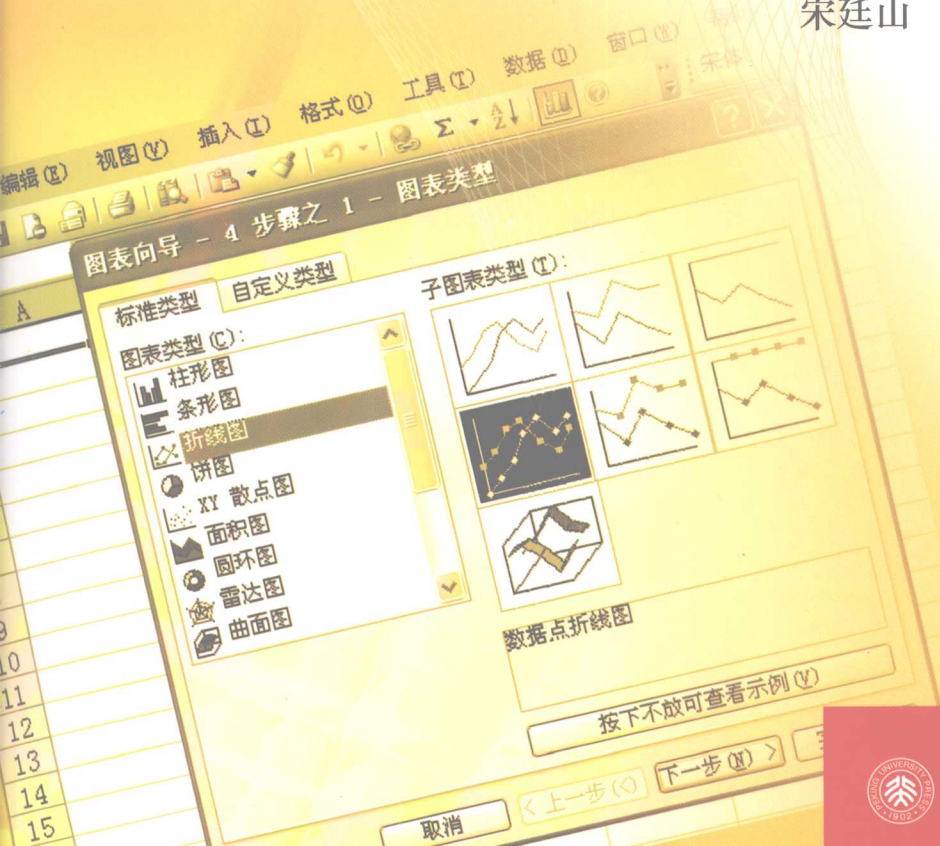 宋廷山
编辑(E) 视图(V) 插入(I) 格式(O) 工具(T) 数据(D) 窗口(W)
宋体
图表向导 - 4 步骤之 1 - 图表类型
标准类型 自定义类型
图表类型(C):
子图表类型(T):
柱形图
条形图
折线图
饼图
XY 散点图
面积图
圆环图
雷达图
曲面图
数据点折线图
按下不放可查看示例(V)
取消
< 上一步(<)
下一步(N) >
A
9
10
11
12
13
14
15
PEKING UNIVERSITY PRESS
1902